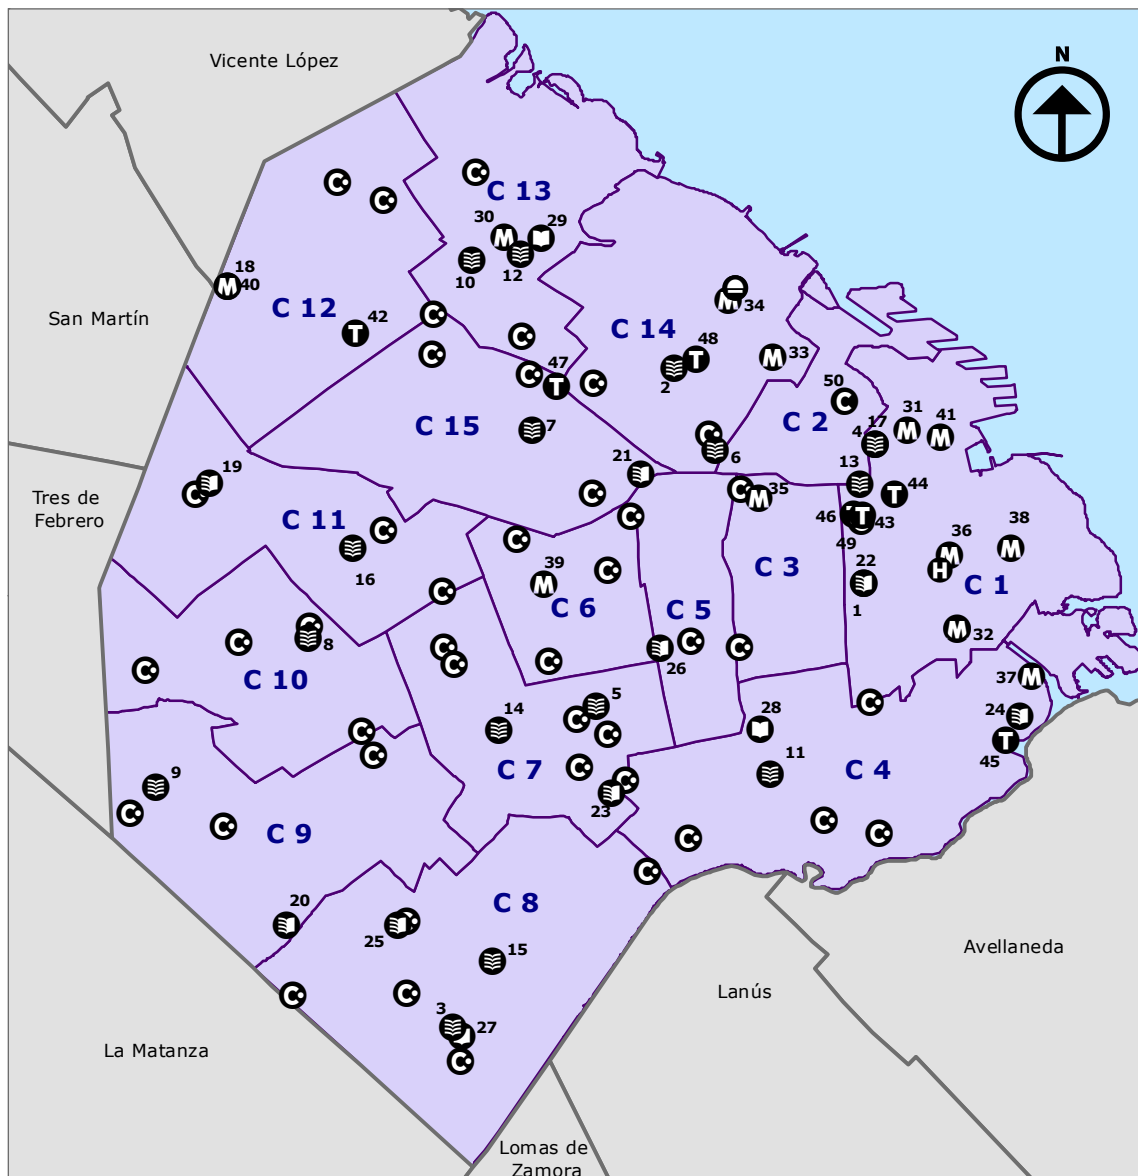 Vicente López
N
C 13
30
29
10
12
18
40
C 12
San Martín
42
34
C 14
48
33
47
2
50
C 2
17
4
31
41
C 15
7
6
19
21
13
Tres de
Febrero
35
44
46
43
49
C 11
16
39
C 6
C 3
36
38
H
22
C 1
1
C 5
8
32
C 10
26
37
5
14
28
24
C 7
11
C 4
45
9
23
C 9
20
C 8
25
15
Avellaneda
Lanús
3
27
La Matanza
Lomas de
Zamora